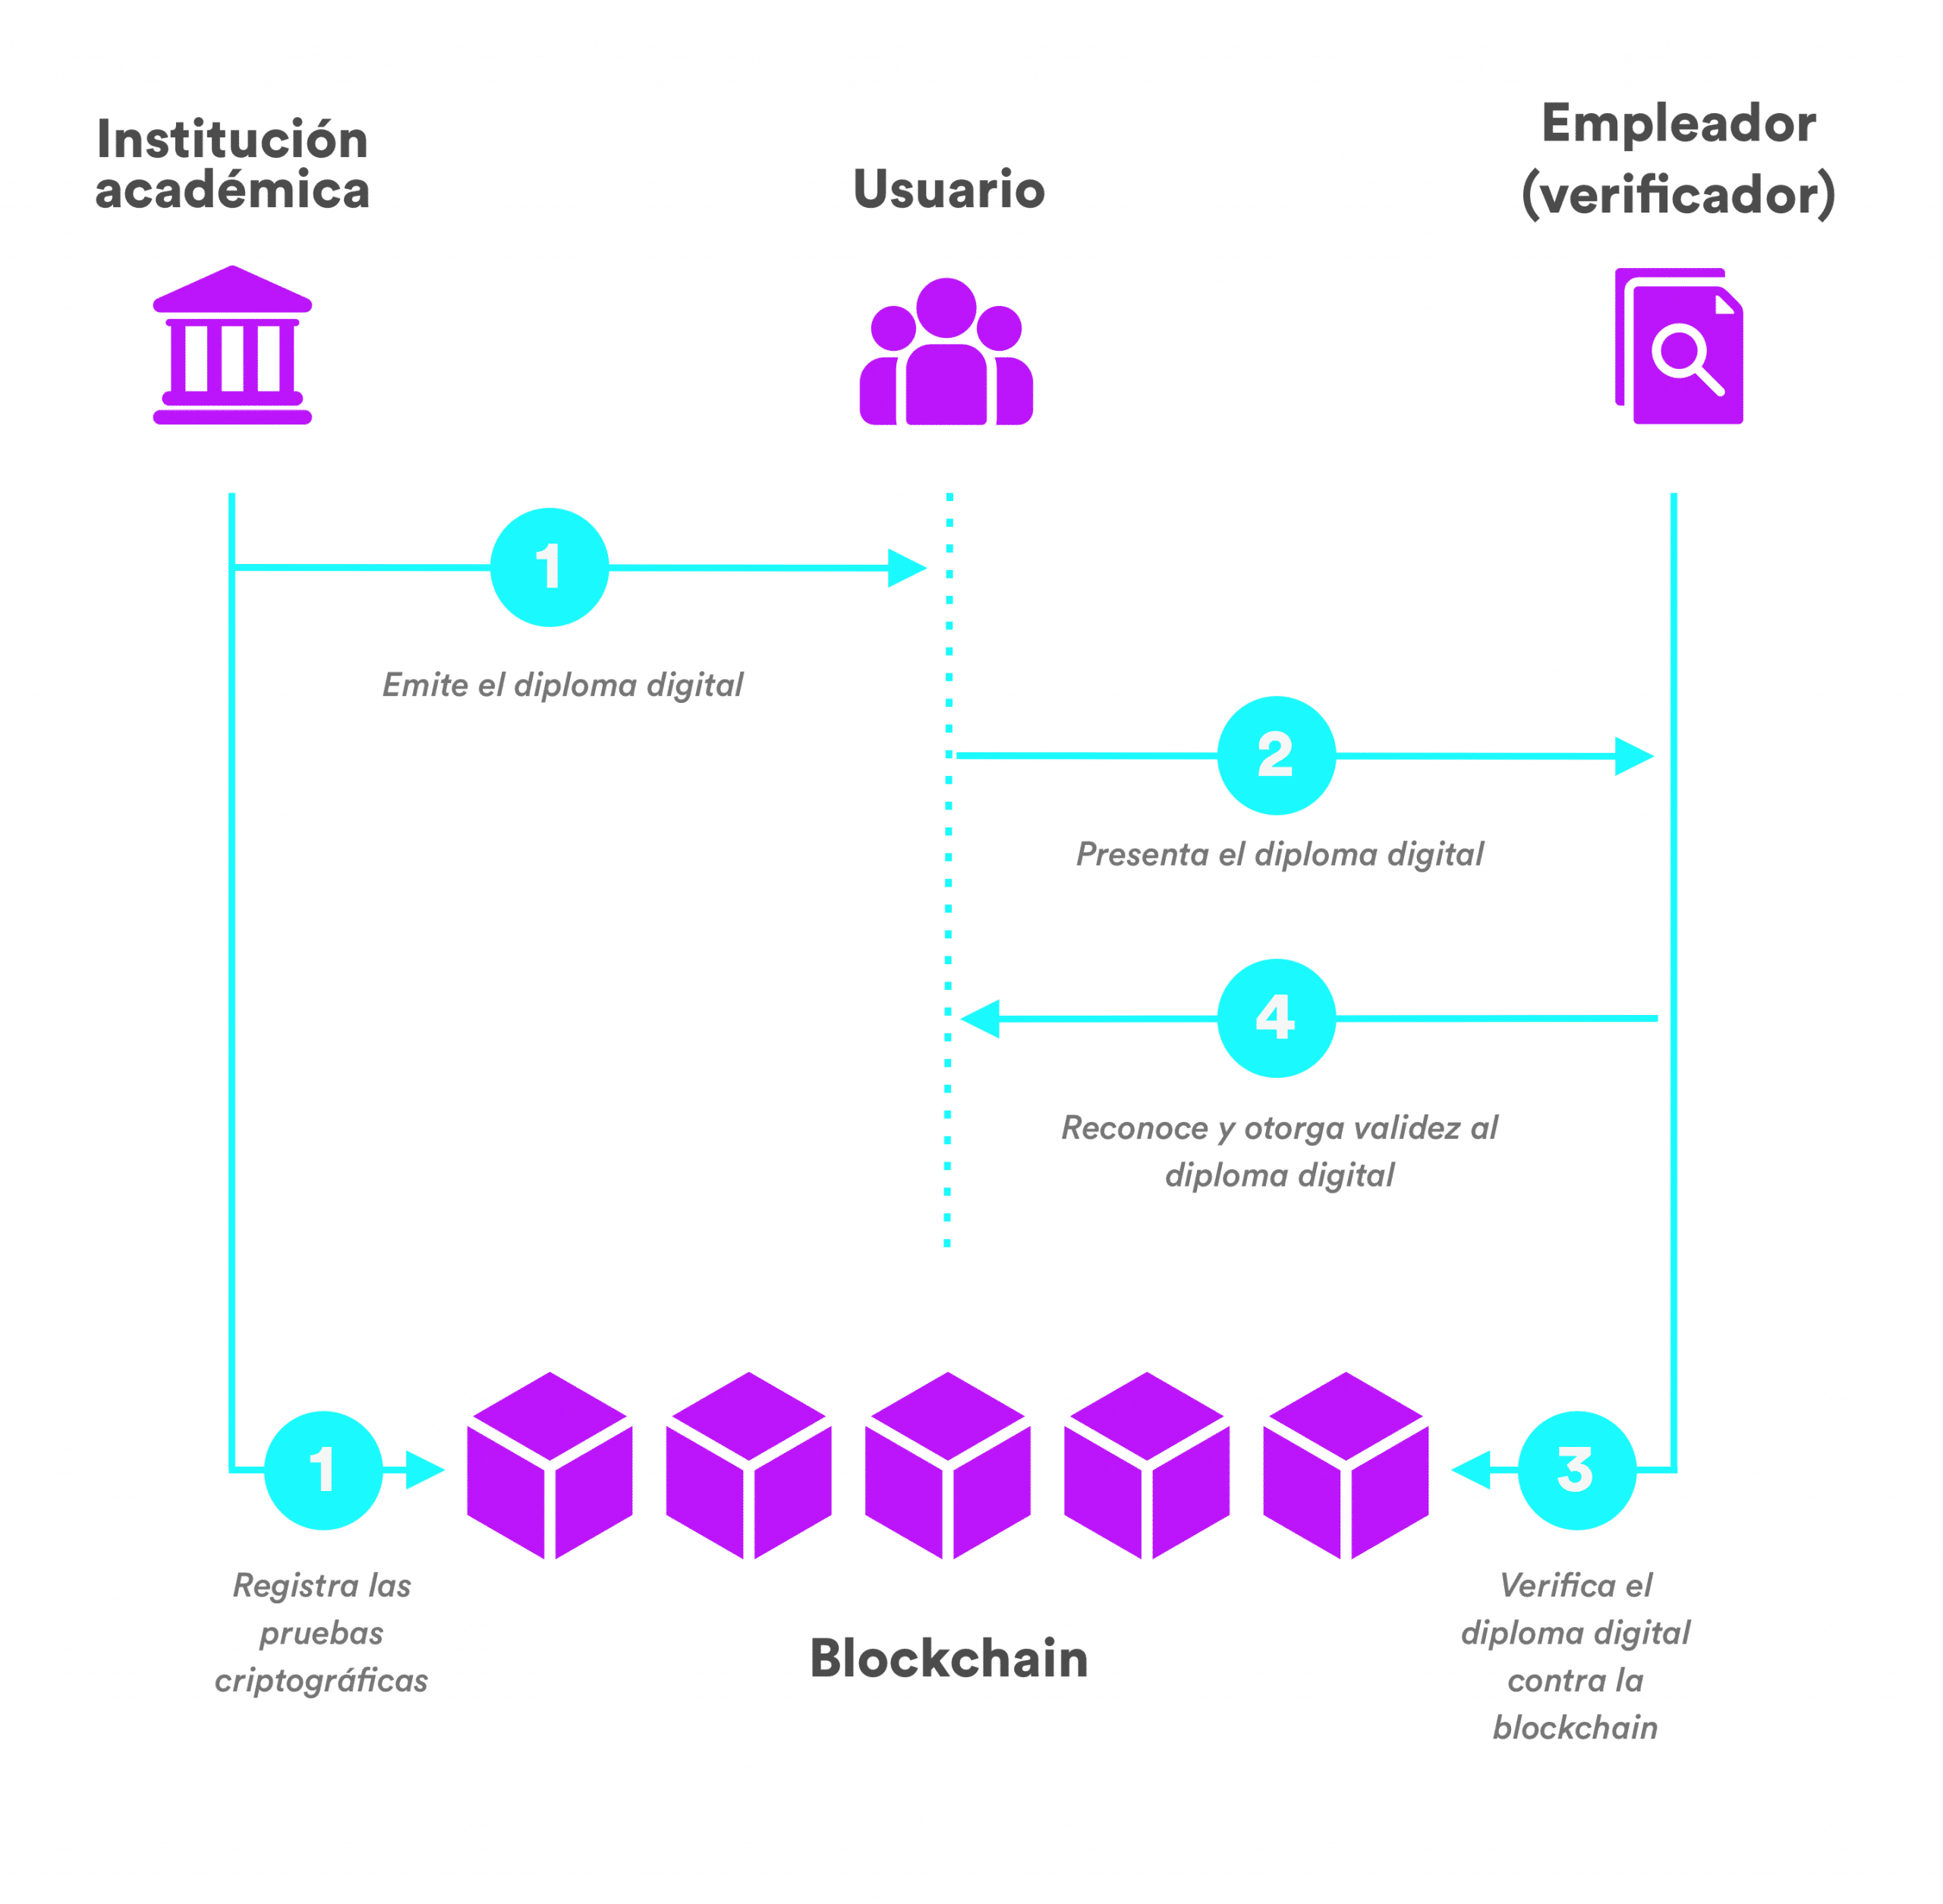 Institución
académica
Usuario
Empleador
(verificador)
1
Emite el diploma digital
2
Presenta el diploma digital
4
Reconoce y otorga validez al
diploma digital
1
3
Registra las
pruebas
criptográficas
Blockchain
Verifica el
diploma digital
contra la
blockchain